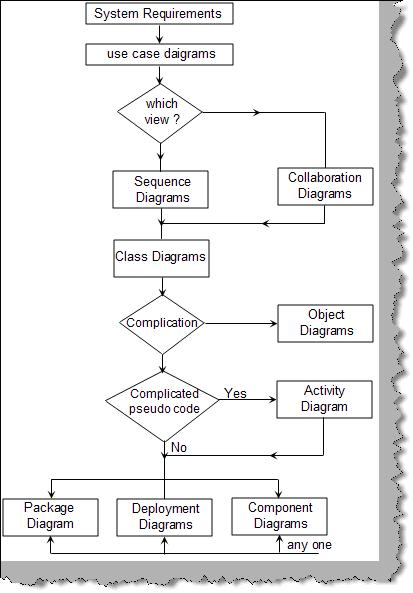 System Requirements
use case daigrams
which
view ?
Sequence
Diagrams
Collaboration
Diagrams
Class Diagrams
Complication
Object
Diagrams
Complicated
pseudo code
Yes
Activity
Diagram
No
Package
Diagram
Deployment
Diagrams
Component
Diagrams
any one